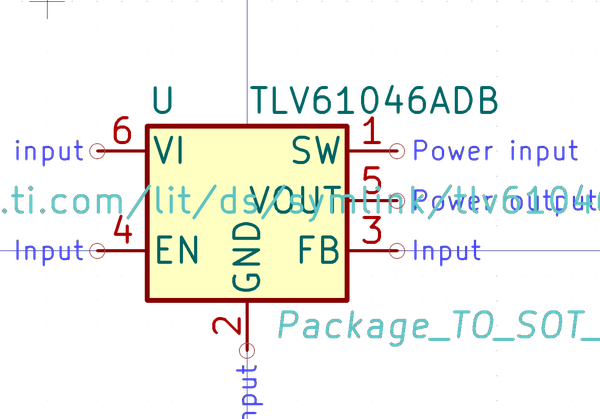 U TLV61046ADB
6 1
input VI SW Power input
5
.ti.com/lit/ds/symlink/tlv6104 VOUT Power output
4 3
Input EN GND FB Input
2 Package_TO_SOT_
nput